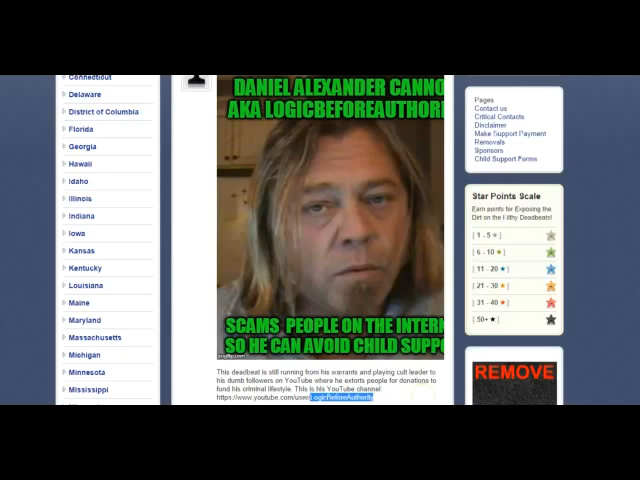 Connecticut
Delaware
District of Columbia
Florida
Georgia
Hawaii
Idaho
Illinois
Indiana
Iowa
Kansas
Kentucky
Louisiana
Maine
Maryland
Massachusetts
Michigan
Minnesota
Mississippi
DANIEL ALEXANDER CANNO
AKA LOGICBEFOREAUTHORI
SCAMS PEOPLE ON THE INTERN
SO HE CAN AVOID CHILD SUPPO
imgflip.com
This deadbeat is still running from his warrants and playing cult leader to
his dumb followers on YouTube where he extorts people for donations to
fund his criminal lifestyle. This is his YouTube channel:
https://www.youtube.com/user/LogicBeforeAuthority
Pages
Contact us
Critical Contacts
Disclaimer
Make Support Payment
Removals
Sponsors
Child Support Forms
Star Points Scale
Earn points for Exposing the
Dirt on the Filthy Deadbeats!
[ 1 - 5 ★ ]
[ 6 - 10 ★ ]
[ 11 - 20 ★ ]
[ 21 - 30 ★ ]
[ 31 - 40 ★ ]
[ 50+ ★ ]
REMOVE